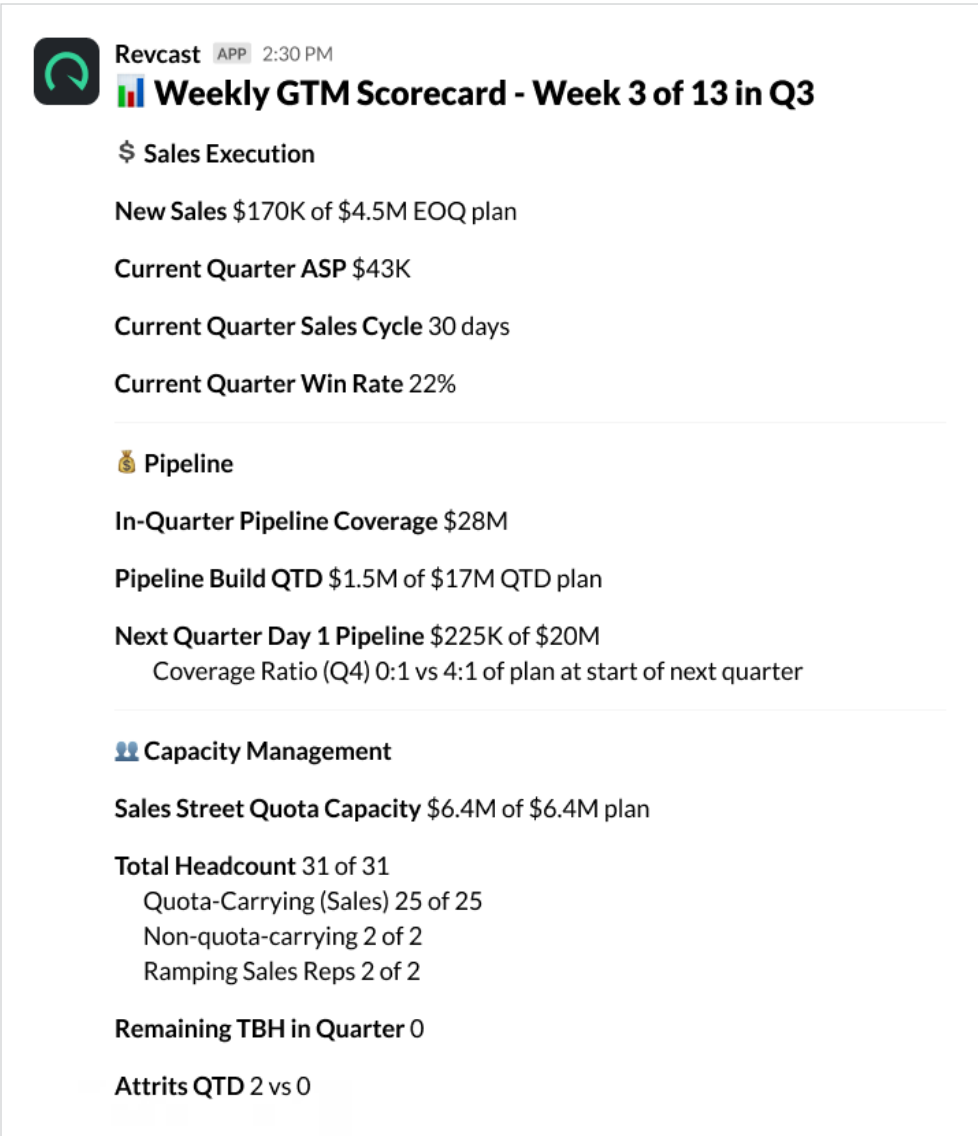 Revcast APP 2:30 PM
📊 Weekly GTM Scorecard - Week 3 of 13 in Q3
💲 Sales Execution
New Sales $170K of $4.5M EOQ plan
Current Quarter ASP $43K
Current Quarter Sales Cycle 30 days
Current Quarter Win Rate 22%
💰 Pipeline
In-Quarter Pipeline Coverage $28M
Pipeline Build QTD $1.5M of $17M QTD plan
Next Quarter Day 1 Pipeline $225K of $20M
Coverage Ratio (Q4) 0:1 vs 4:1 of plan at start of next quarter
👥 Capacity Management
Sales Street Quota Capacity $6.4M of $6.4M plan
Total Headcount 31 of 31
Quota-Carrying (Sales) 25 of 25
Non-quota-carrying 2 of 2
Ramping Sales Reps 2 of 2
Remaining TBH in Quarter 0
Attrits QTD 2 vs 0